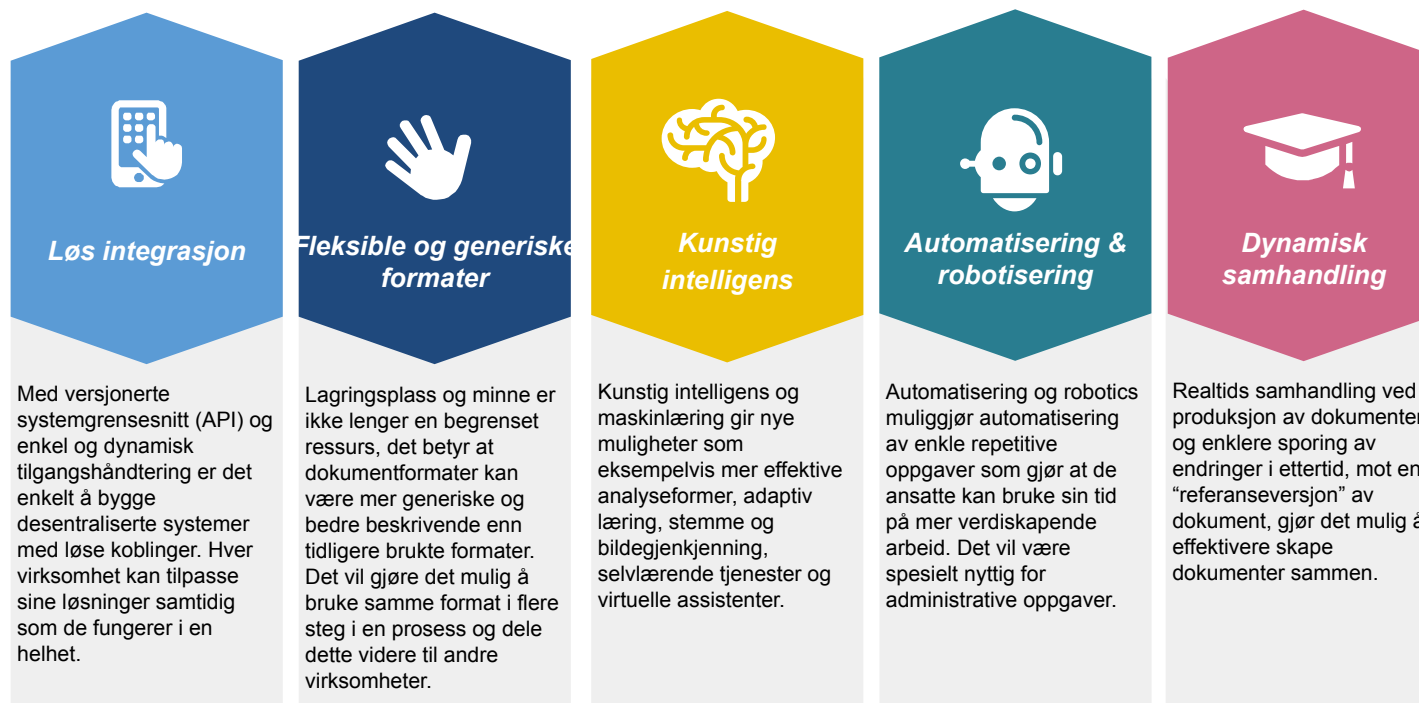 Løs integrasjon
Med versjonerte
systemgrensesnitt (API) og
enkel og dynamisk
tilgangshåndtering er det
enkelt å bygge
desentraliserte systemer
med løse koblinger. Hver
virksomhet kan tilpasse
sine løsninger samtidig
som de fungerer i en
helhet.
Fleksible og generiske
formater
Lagringsplass og minne er
ikke lenger en begrenset
ressurs, det betyr at
dokumentformater kan
være mer generiske og
bedre beskrivende enn
tidligere brukte formater.
Det vil gjøre det mulig å
bruke samme format i flere
steg i en prosess og dele
dette videre til andre
virksomheter.
Kunstig
intelligens
Kunstig intelligens og
maskinlæring gir nye
muligheter som
eksempelvis mer effektive
analyseformer, adaptiv
læring, stemme og
bildegjenkjenning,
selvlærende tjenester og
virtuelle assistenter.
Automatisering &
robotisering
Automatisering og robotics
muliggjør automatisering
av enkle repetitive
oppgaver som gjør at de
ansatte kan bruke sin tid
på mer verdiskapende
arbeid. Det vil være
spesielt nyttig for
administrative oppgaver.
Dynamisk
samhandling
Realtids samhandling ved
produksjon av dokumenter
og enklere sporing av
endringer i ettertid, mot en
“referanseversjon” av
dokument, gjør det mulig å
effektivere skape
dokumenter sammen.